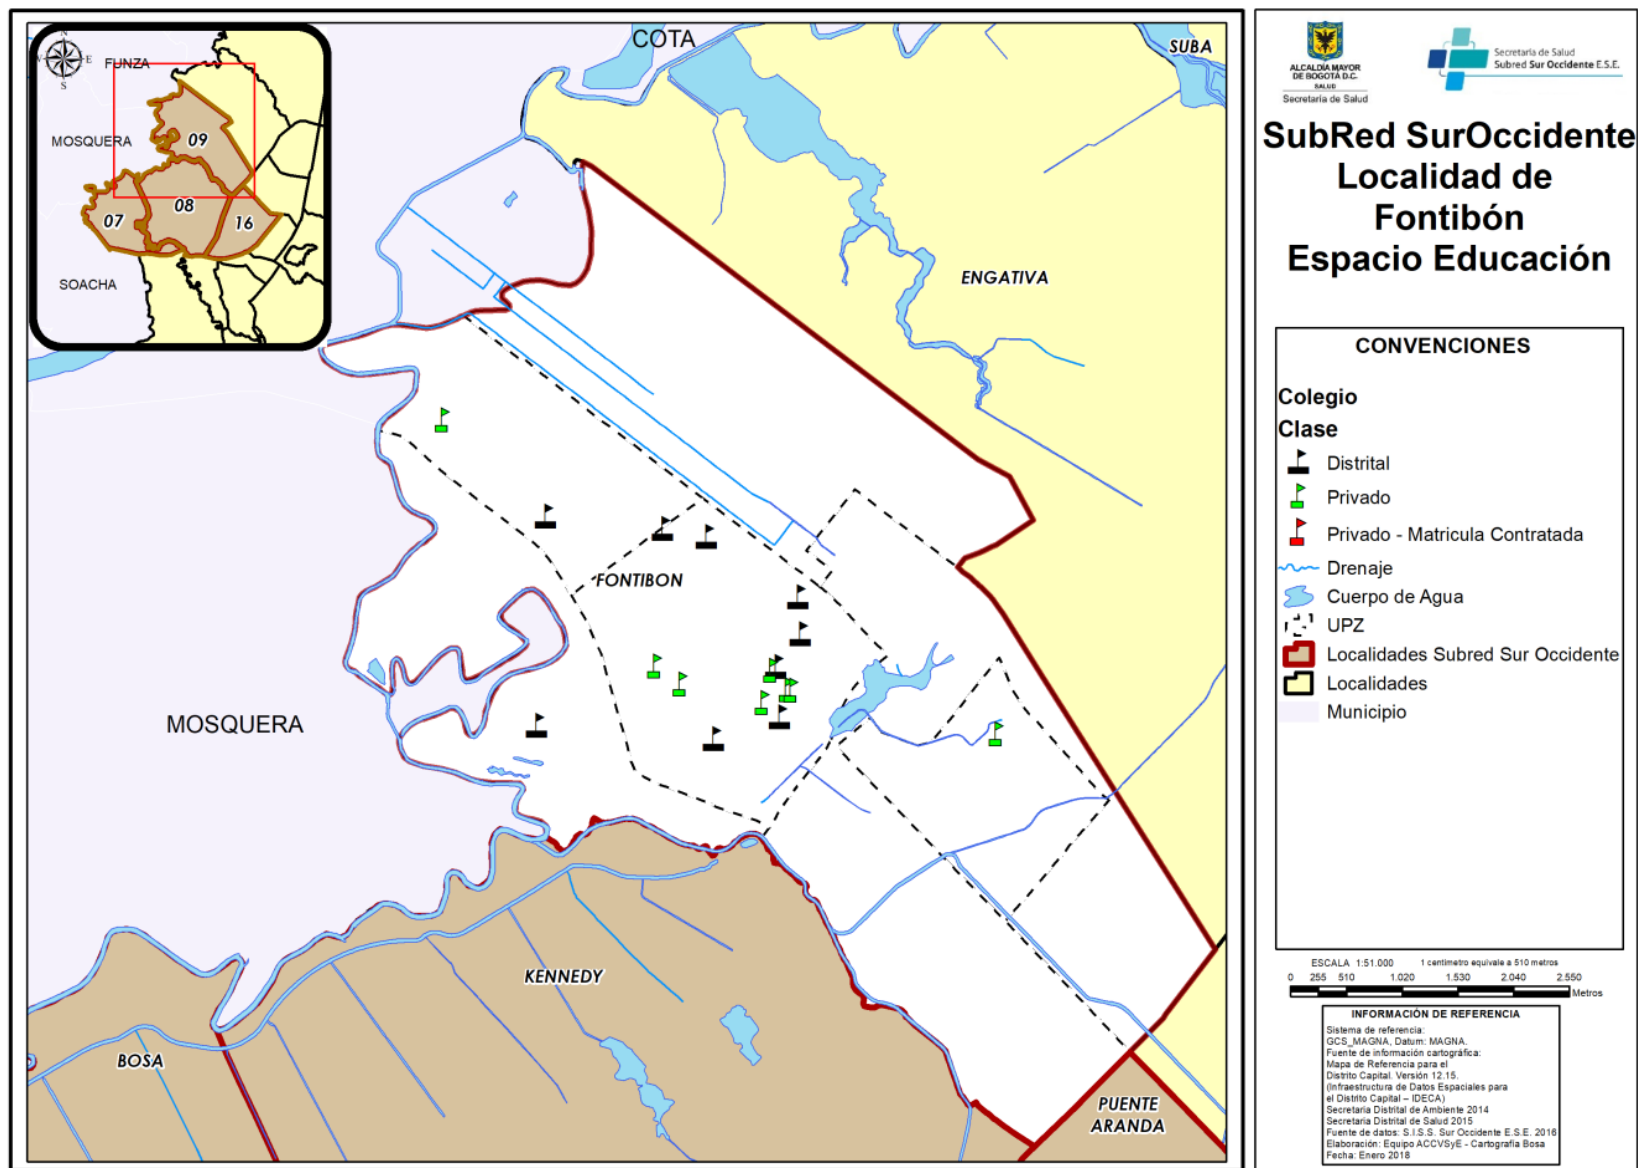 COTA
SUBA
N
E
S
FUNZA
MOSQUERA
09
07
08
16
SOACHA
ENGATIVA
FONTIBON
MOSQUERA
KENNEDY
BOSA
PUENTE
ARANDA
ALCALDÍA MAYOR
DE BOGOTÁ D.C.
SALUD
Secretaría de Salud
Secretaría de Salud
Subred Sur Occidente E.S.E.
SubRed SurOccidente
Localidad de
Fontibón
Espacio Educación
CONVENCIONES
Colegio
Clase
Distrital
Privado
Privado - Matricula Contratada
Drenaje
Cuerpo de Agua
UPZ
Localidades Subred Sur Occidente
Localidades
Municipio
ESCALA 1:51.000 1 centimetro equivale a 510 metros
0 255 510 1.020 1.530 2.040 2.550
Metros
INFORMACIÓN DE REFERENCIA
Sistema de referencia:
GCS_MAGNA, Datum: MAGNA.
Fuente de información cartográfica:
Mapa de Referencia para el
Distrito Capital. Versión 12.15.
(Infraestructura de Datos Espaciales para
el Distrito Capital – IDECA)
Secretaria Distrital de Ambiente 2014
Secretaria Distrital de Salud 2015
Fuente de datos: S.I.S.S. Sur Occidente E.S.E. 2016
Elaboración: Equipo ACCVSyE - Cartografia Bosa
Fecha: Enero 2018